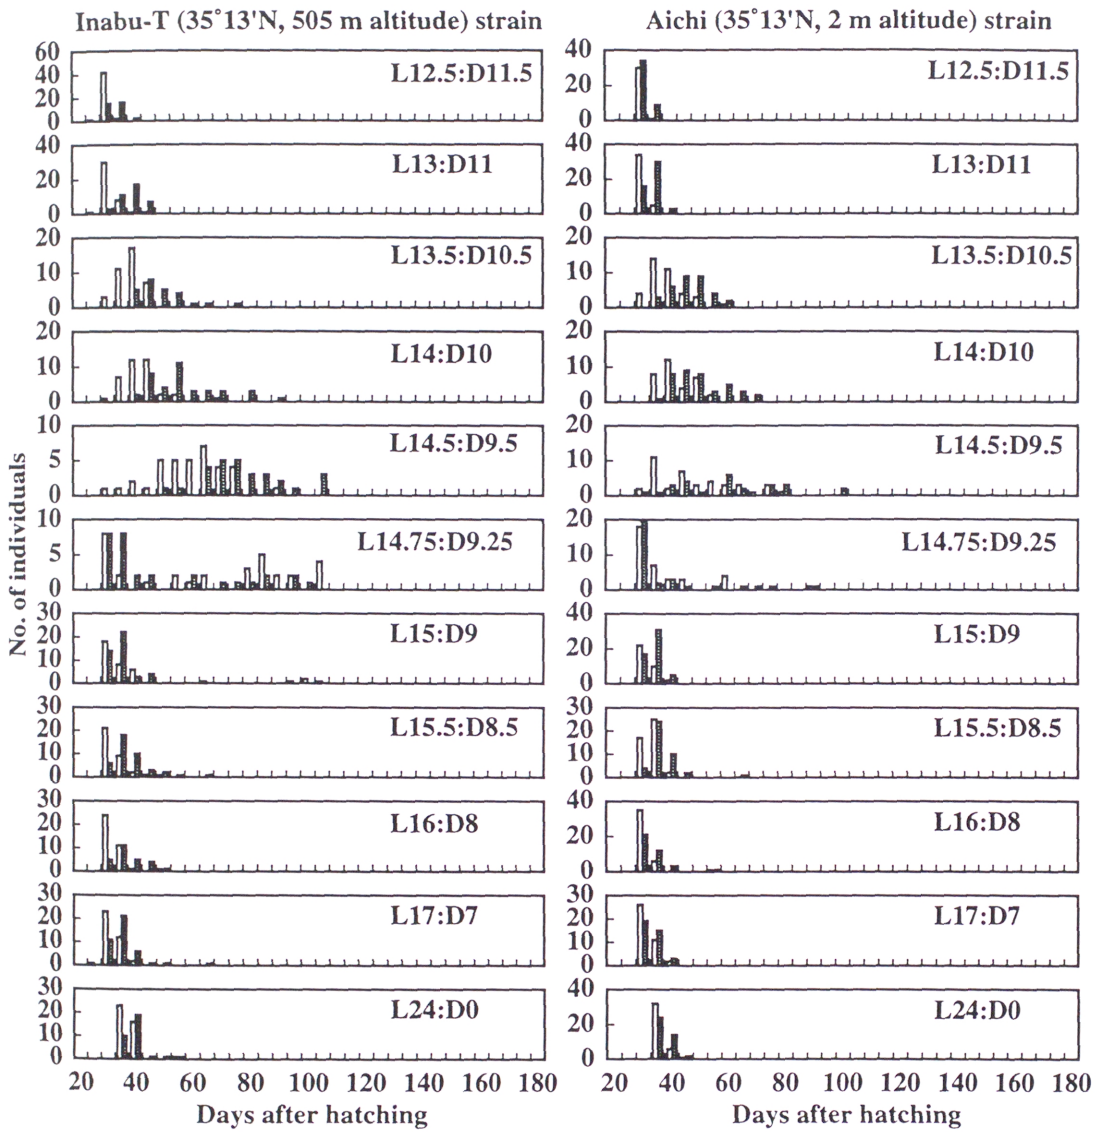 Inabu-T (35°13'N, 505 m altitude) strain
Aichi (35°13'N, 2 m altitude) strain
No. of individuals
60
40
20
0
L12.5:D11.5
40
20
0
L12.5:D11.5
40
20
0
L13:D11
40
20
0
L13:D11
20
10
0
L13.5:D10.5
20
10
0
L13.5:D10.5
20
10
0
L14:D10
20
10
0
L14:D10
10
5
0
L14.5:D9.5
20
10
0
L14.5:D9.5
10
5
0
L14.75:D9.25
20
10
0
L14.75:D9.25
30
20
10
0
L15:D9
40
20
0
L15:D9
30
20
10
0
L15.5:D8.5
30
20
10
0
L15.5:D8.5
30
20
10
0
L16:D8
40
20
0
L16:D8
30
20
10
0
L17:D7
30
20
10
0
L17:D7
30
20
10
0
L24:D0
40
20
0
L24:D0
20 40 60 80 100 120 140 160 180
20 40 60 80 100 120 140 160 180
Days after hatching
Days after hatching